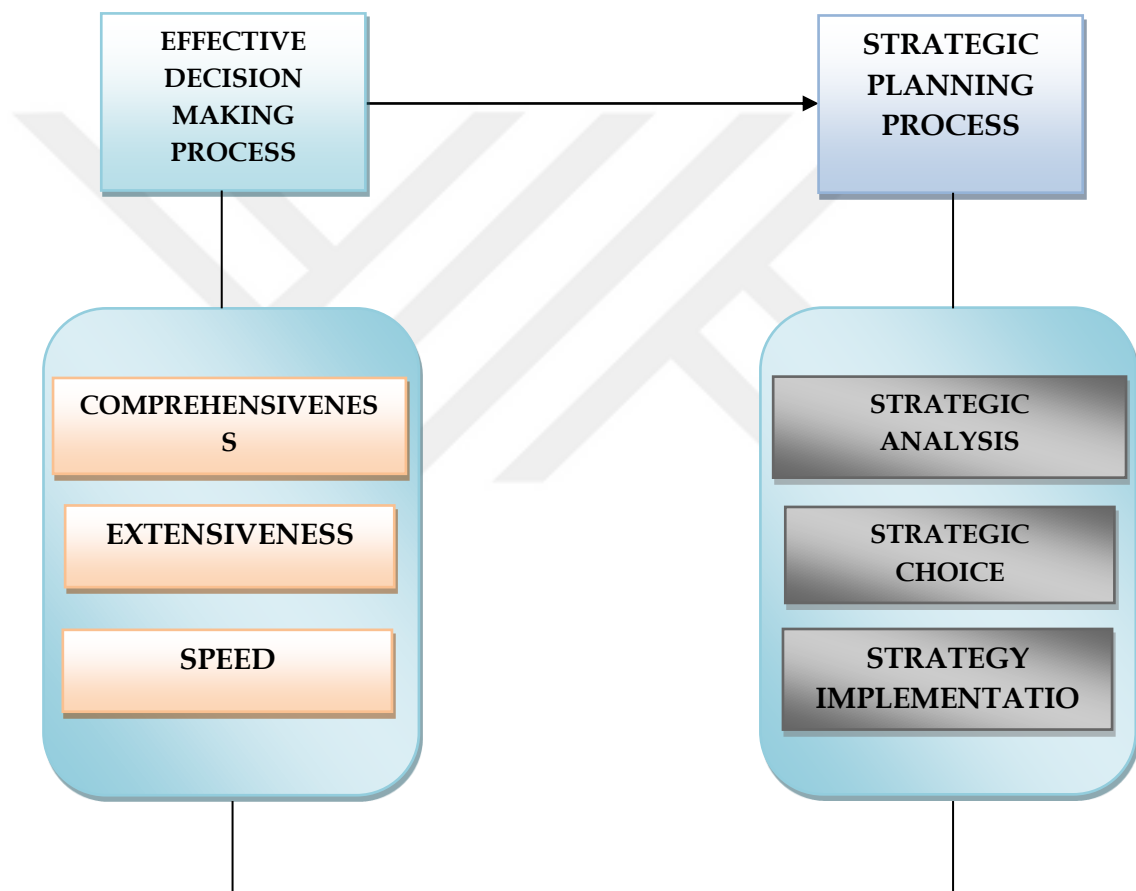 EFFECTIVE
DECISION
MAKING
PROCESS
STRATEGIC
PLANNING
PROCESS
COMPREHENSIVENES
S
EXTENSIVENESS
SPEED
STRATEGIC
ANALYSIS
STRATEGIC
CHOICE
STRATEGY
IMPLEMENTATIO